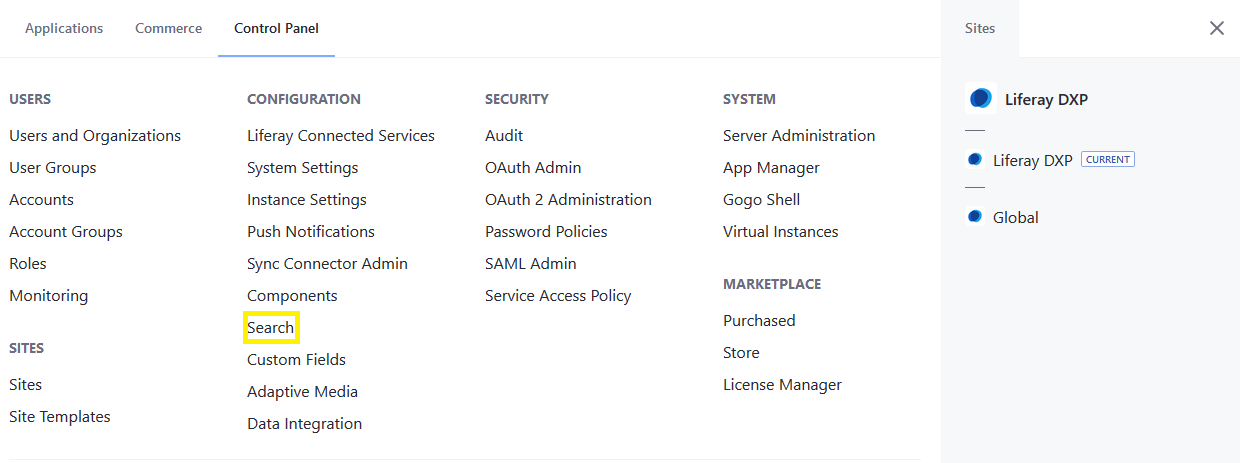 Applications
Commerce
Control Panel
Sites
USERS
Users and Organizations
User Groups
Accounts
Account Groups
Roles
Monitoring
SITES
Sites
Site Templates
CONFIGURATION
Liferay Connected Services
System Settings
Instance Settings
Push Notifications
Sync Connector Admin
Components
Search
Custom Fields
Adaptive Media
Data Integration
SECURITY
Audit
OAuth Admin
OAuth 2 Administration
Password Policies
SAML Admin
Service Access Policy
SYSTEM
Server Administration
App Manager
Gogo Shell
Virtual Instances
MARKETPLACE
Purchased
Store
License Manager
Liferay DXP
Liferay DXP CURRENT
Global